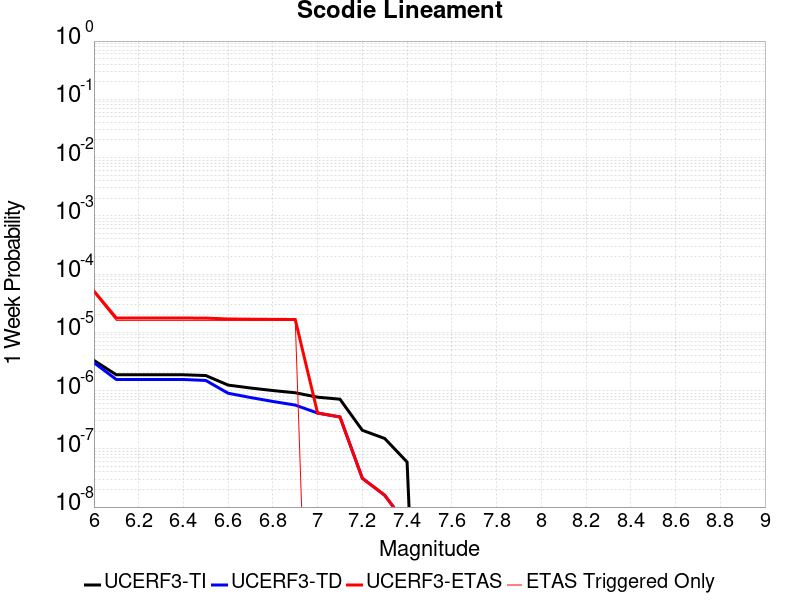 Scodie Lineament
10^0
10^-1
10^-2
10^-3
10^-4
10^-5
10^-6
10^-7
10^-8
1 Week Probability
6 6.2 6.4 6.6 6.8 7 7.2 7.4 7.6 7.8 8 8.2 8.4 8.6 8.8 9
Magnitude
UCERF3-TI UCERF3-TD UCERF3-ETAS ETAS Triggered Only